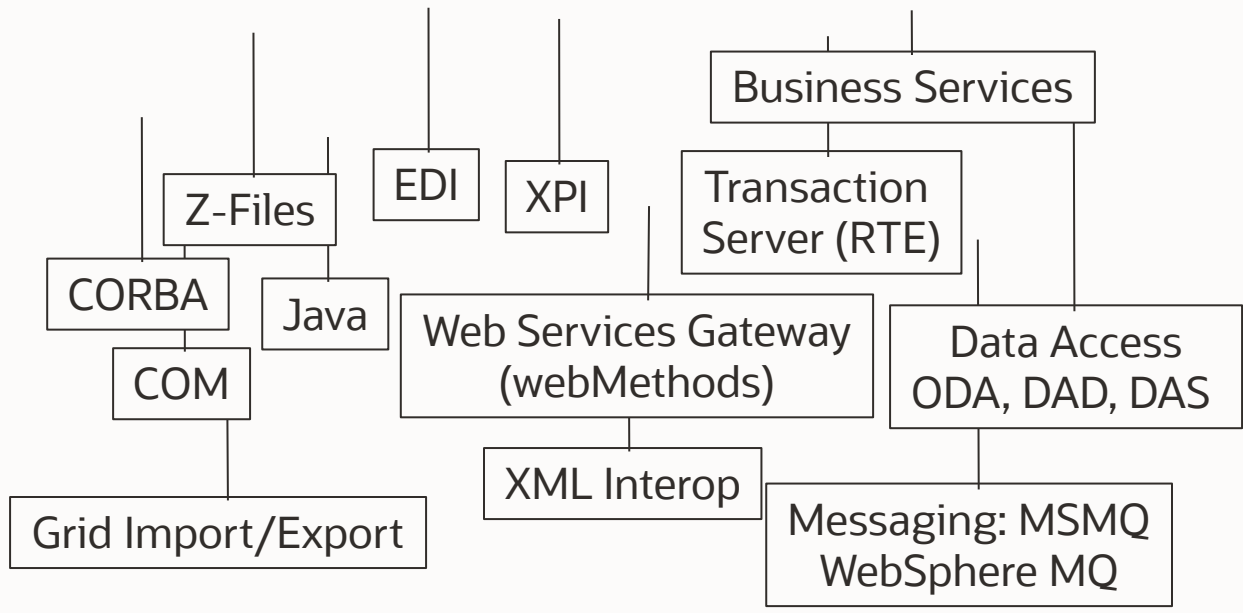 Business Services
EDI
XPI
Transaction
Server (RTE)
Z-Files
CORBA
Java
Web Services Gateway
(webMethods)
Data Access
ODA, DAD, DAS
COM
XML Interop
Grid Import/Export
Messaging: MSMQ
WebSphere MQ